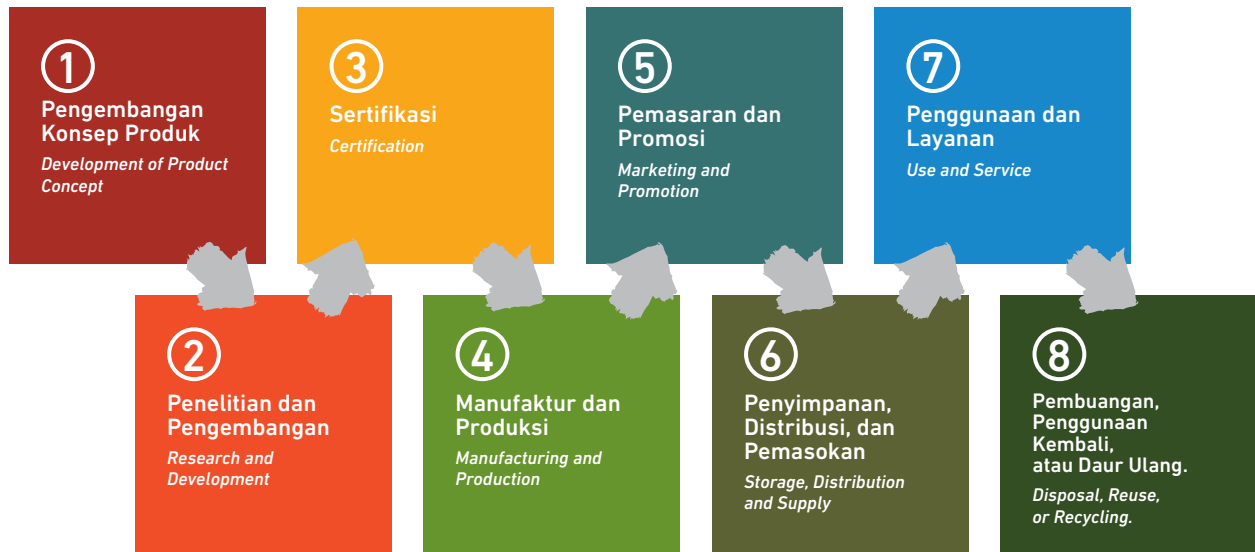 1
Pengembangan
Konsep Produk
Development of Product
Concept
2
Penelitian dan
Pengembangan
Research and
Development
3
Sertifikasi
Certification
4
Manufaktur dan
Produksi
Manufacturing and
Production
5
Pemasaran dan
Promosi
Marketing and
Promotion
6
Penyimpanan,
Distribusi, dan
Pemasokan
Storage, Distribution
and Supply
7
Penggunaan dan
Layanan
Use and Service
8
Pembuangan,
Penggunaan
Kembali,
atau Daur Ulang.
Disposal, Reuse,
or Recycling.